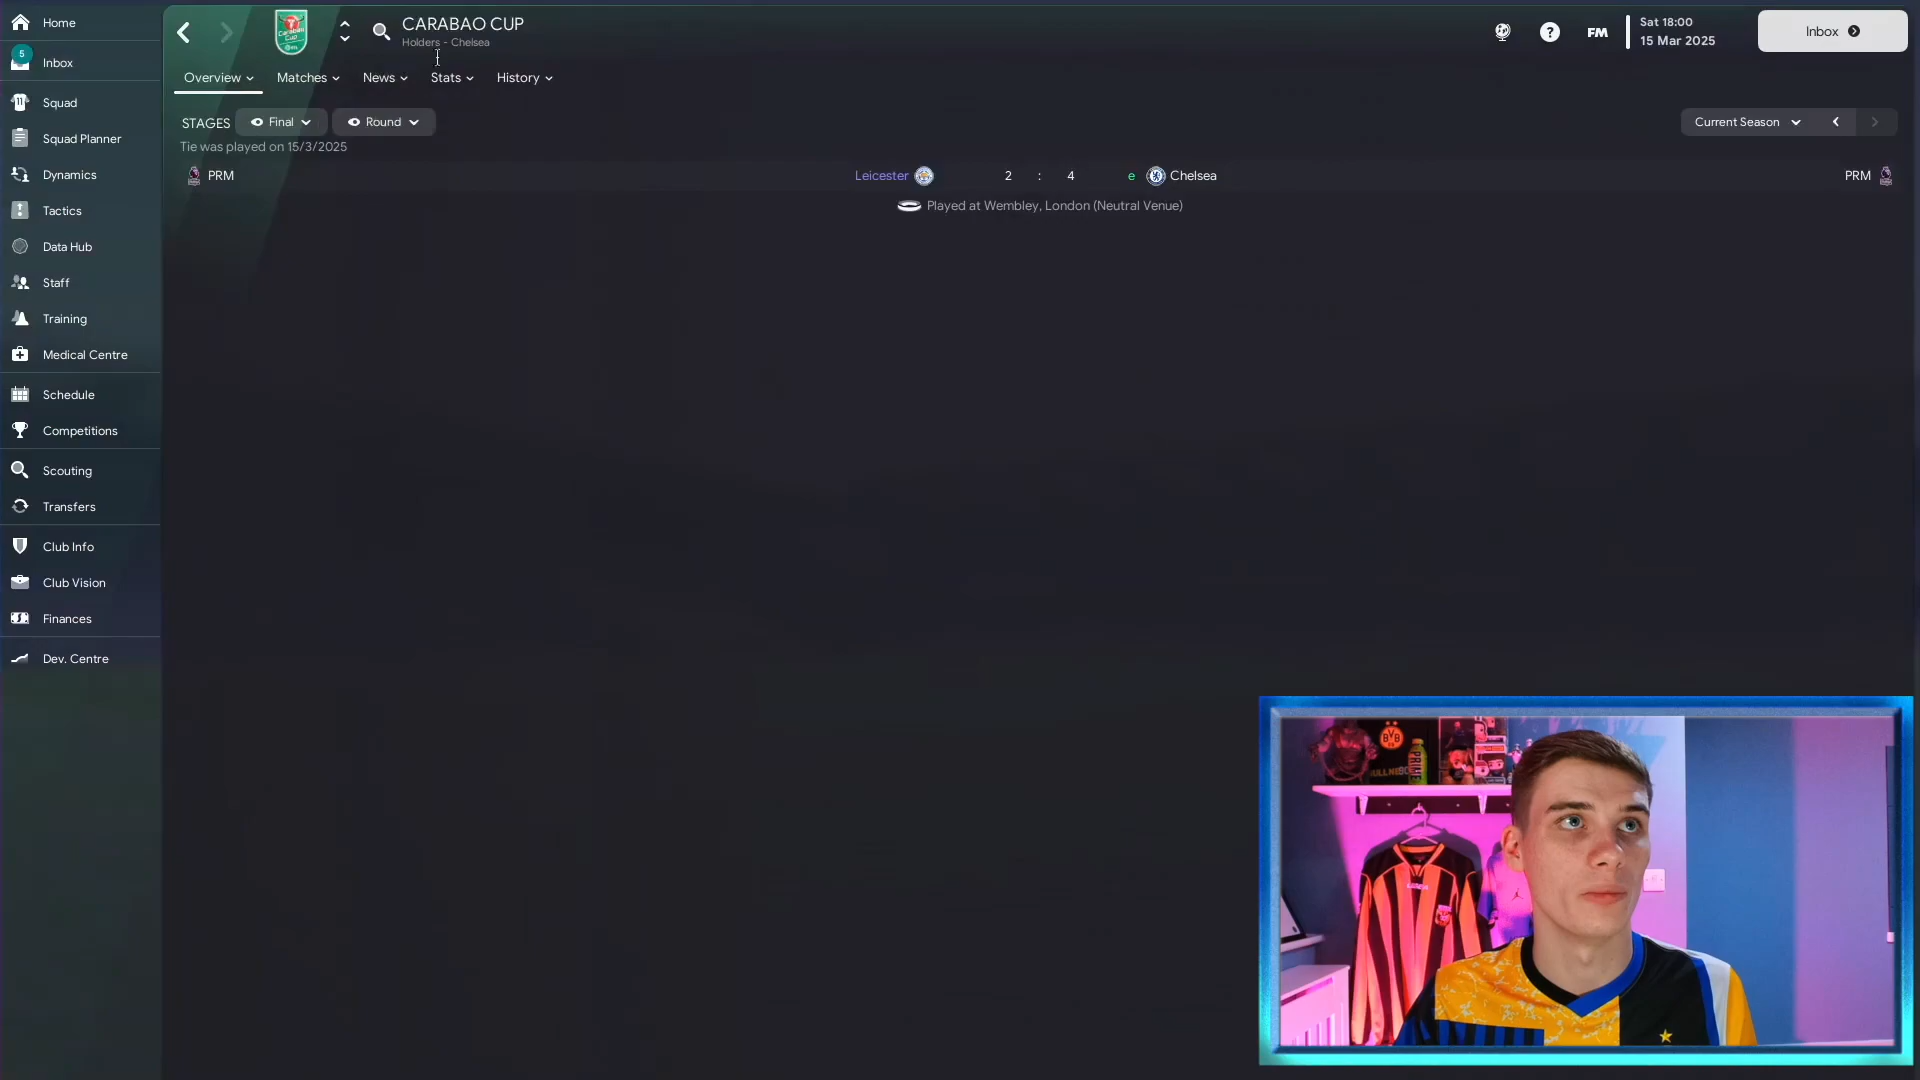 Home
5
Inbox
Squad
Squad Planner
Dynamics
Tactics
Data Hub
Staff
Training
Medical Centre
Schedule
Competitions
Scouting
Transfers
Club Info
Club Vision
Finances
Dev. Centre
CARABAO CUP
Holders - Chelsea
FM
Sat 18:00
15 Mar 2025
Inbox
Overview
Matches
News
Stats
History
STAGES
Final
Round
Current Season
Tie was played on 15/3/2025
PRM Leicester 2 : 4 e Chelsea PRM
Played at Wembley, London (Neutral Venue)
BVB
PRIME